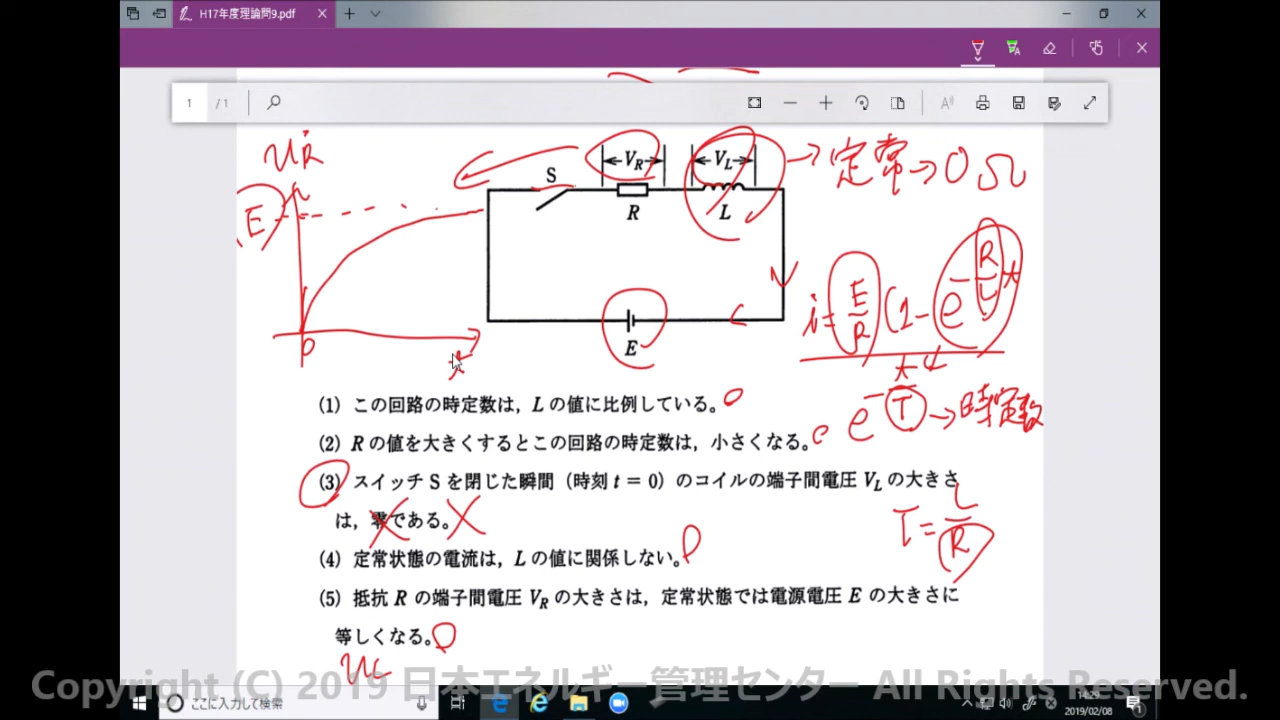 H17年度理論問9.pdf
1 / 1
V_R
V_L
S
R
L
E
E
0
t
→定常→0Ω
i=E/R(1-e^-R/L t
e^-t/T→時定数
T=L/R
(1) この回路の時定数は，Lの値に比例している。
(2) Rの値を大きくするとこの回路の時定数は，小さくなる。
(3) スイッチSを閉じた瞬間（時刻 t = 0）のコイルの端子間電圧 V_L の大きさ
は，零である。
(4) 定常状態の電流は，Lの値に関係しない。
(5) 抵抗 R の端子間電圧 V_R の大きさは，定常状態では電源電圧 E の大きさに
等しくなる。
Copyright (C) 2019 日本エネルギー管理センター All Rights Reserved.
ここに入力して検索
14:29
2019/02/08